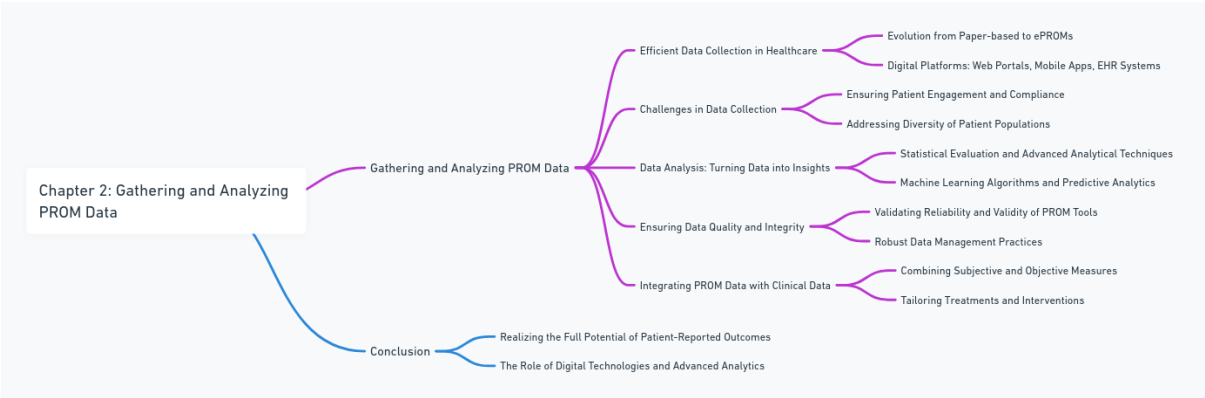 Chapter 2: Gathering and Analyzing
PROM Data
Gathering and Analyzing PROM Data
Efficient Data Collection in Healthcare
Evolution from Paper-based to ePROMs
Digital Platforms: Web Portals, Mobile Apps, EHR Systems
Challenges in Data Collection
Ensuring Patient Engagement and Compliance
Addressing Diversity of Patient Populations
Data Analysis: Turning Data into Insights
Statistical Evaluation and Advanced Analytical Techniques
Machine Learning Algorithms and Predictive Analytics
Ensuring Data Quality and Integrity
Validating Reliability and Validity of PROM Tools
Robust Data Management Practices
Integrating PROM Data with Clinical Data
Combining Subjective and Objective Measures
Tailoring Treatments and Interventions
Conclusion
Realizing the Full Potential of Patient-Reported Outcomes
The Role of Digital Technologies and Advanced Analytics